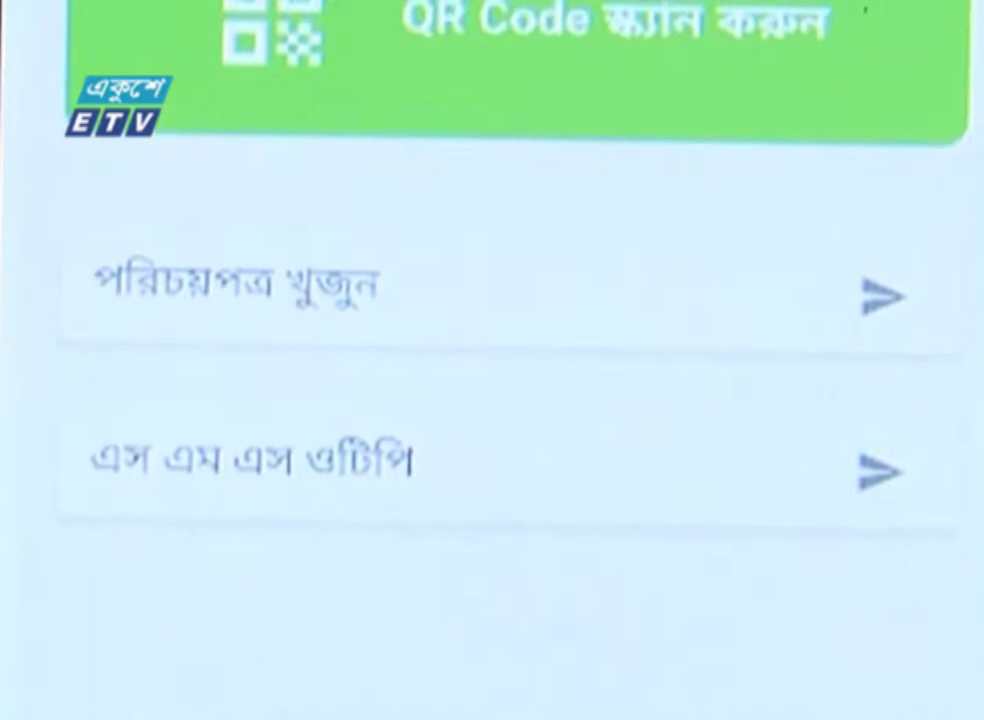 QR Code স্ক্যান করুন
একুশে
ETV
পরিচয়পত্র খুজুন
এস এম এস ওটিপি